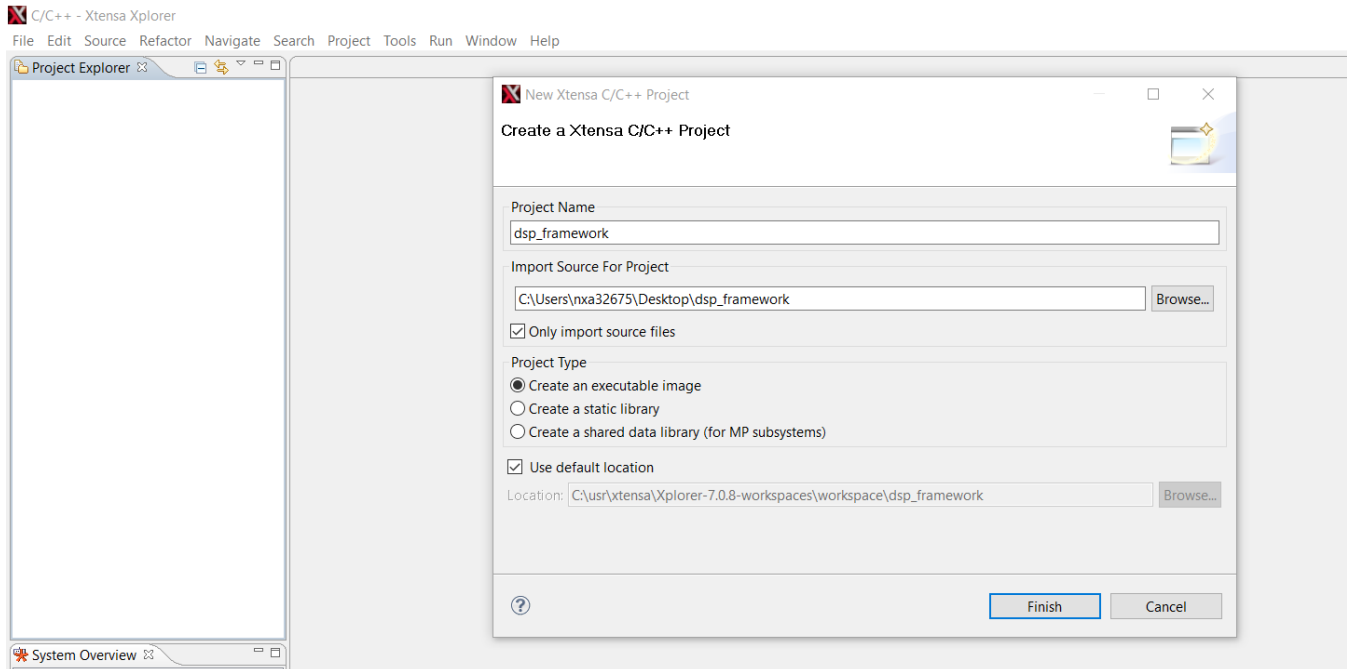 C/C++ - Xtensa Xplorer
File Edit Source Refactor Navigate Search Project Tools Run Window Help
Project Explorer
New Xtensa C/C++ Project
Create a Xtensa C/C++ Project
Project Name
dsp_framework
Import Source For Project
C:\Users\nxa32675\Desktop\dsp_framework Browse...
Only import source files
Project Type
Create an executable image
Create a static library
Create a shared data library (for MP subsystems)
Use default location
Location: C:\usr\xtensa\Xplorer-7.0.8-workspaces\workspace\dsp_framework Browse...
? Finish Cancel
System Overview